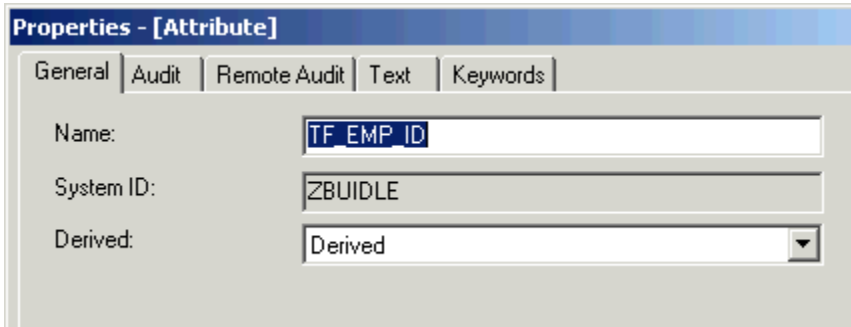 Properties - [Attribute]
General Audit Remote Audit Text Keywords
Name: TF_EMP_ID
System ID: ZBUIDLE
Derived: Derived